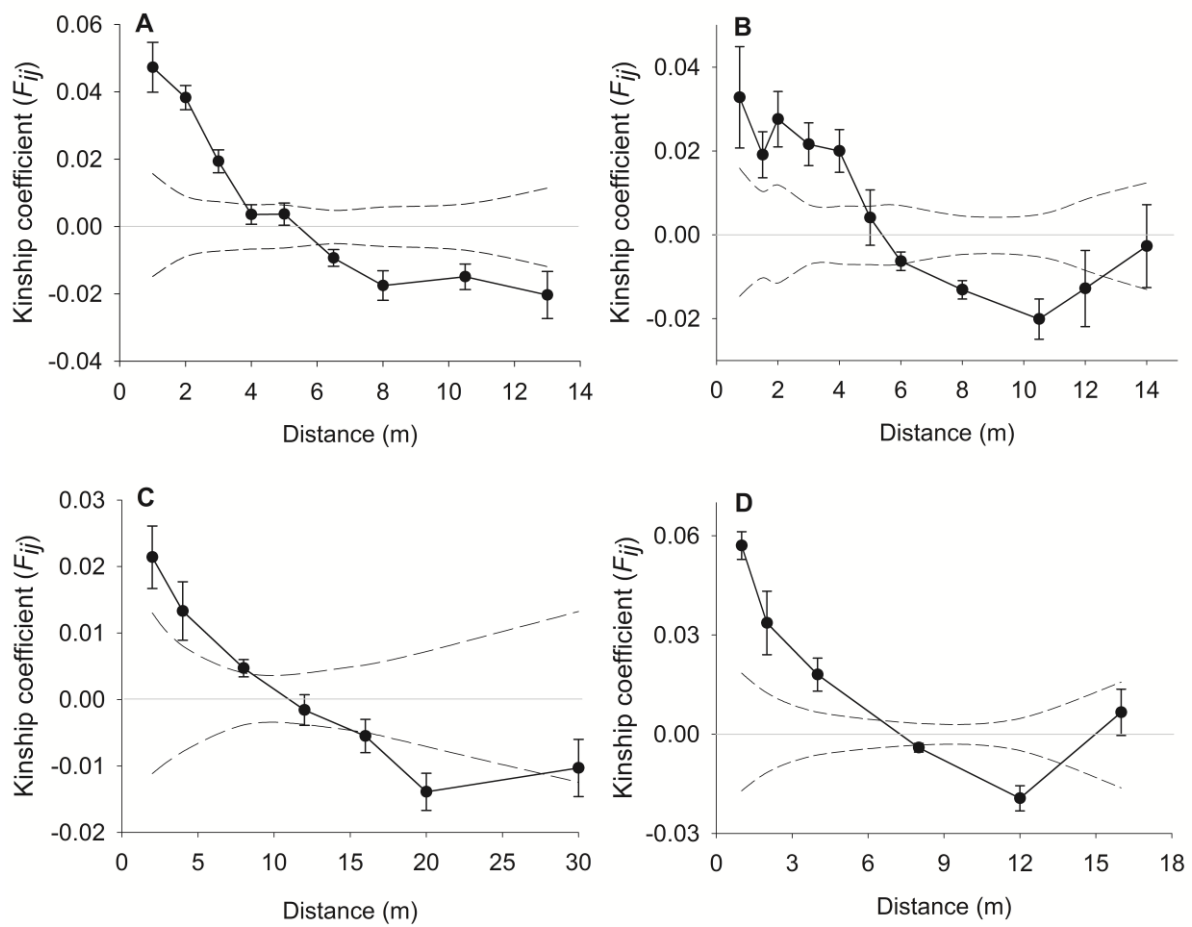 A
Kinship coefficient (Fij)
0.06
0.04
0.02
0.00
-0.02
-0.04
0 2 4 6 8 10 12 14
Distance (m)
B
Kinship coefficient (Fij)
0.04
0.02
0.00
-0.02
0 2 4 6 8 10 12 14
Distance (m)
C
Kinship coefficient (Fij)
0.03
0.02
0.01
0.00
-0.01
-0.02
0 5 10 15 20 25 30
Distance (m)
D
Kinship coefficient (Fij)
0.06
0.03
0.00
-0.03
0 3 6 9 12 15 18
Distance (m)